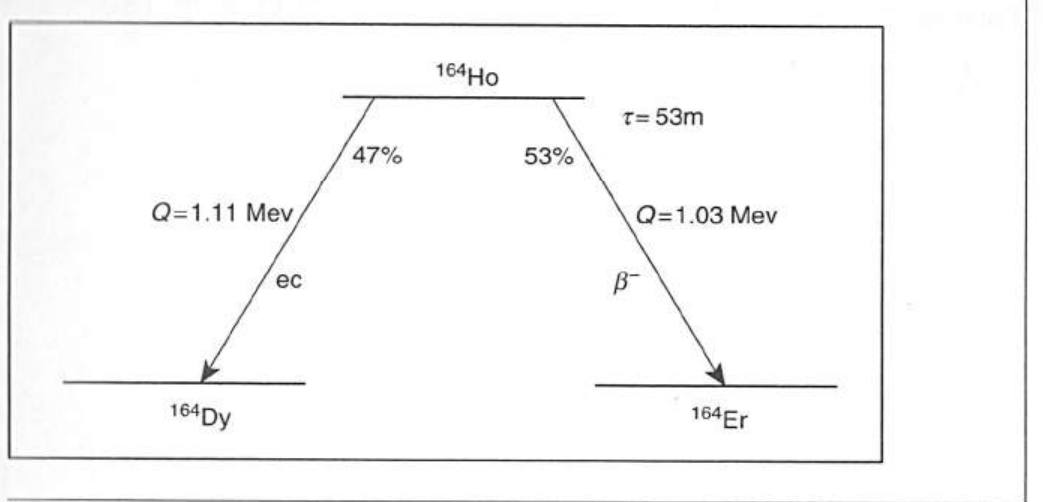 ¹⁶⁴Ho
τ= 53m
47%
53%
Q=1.11 Mev
Q=1.03 Mev
ec
β⁻
¹⁶⁴Dy
¹⁶⁴Er